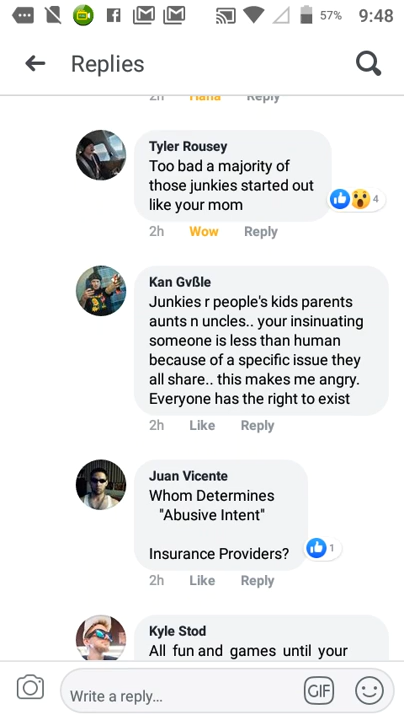 57% 9:48
Replies
2h Haha Reply
Tyler Rousey
Too bad a majority of
those junkies started out
like your mom
4
2h Wow Reply
Kan Gvßle
Junkies r people's kids parents
aunts n uncles.. your insinuating
someone is less than human
because of a specific issue they
all share.. this makes me angry.
Everyone has the right to exist
2h Like Reply
Juan Vicente
Whom Determines
"Abusive Intent"
Insurance Providers?
1
2h Like Reply
Kyle Stod
All fun and games until your
Write a reply...
GIF